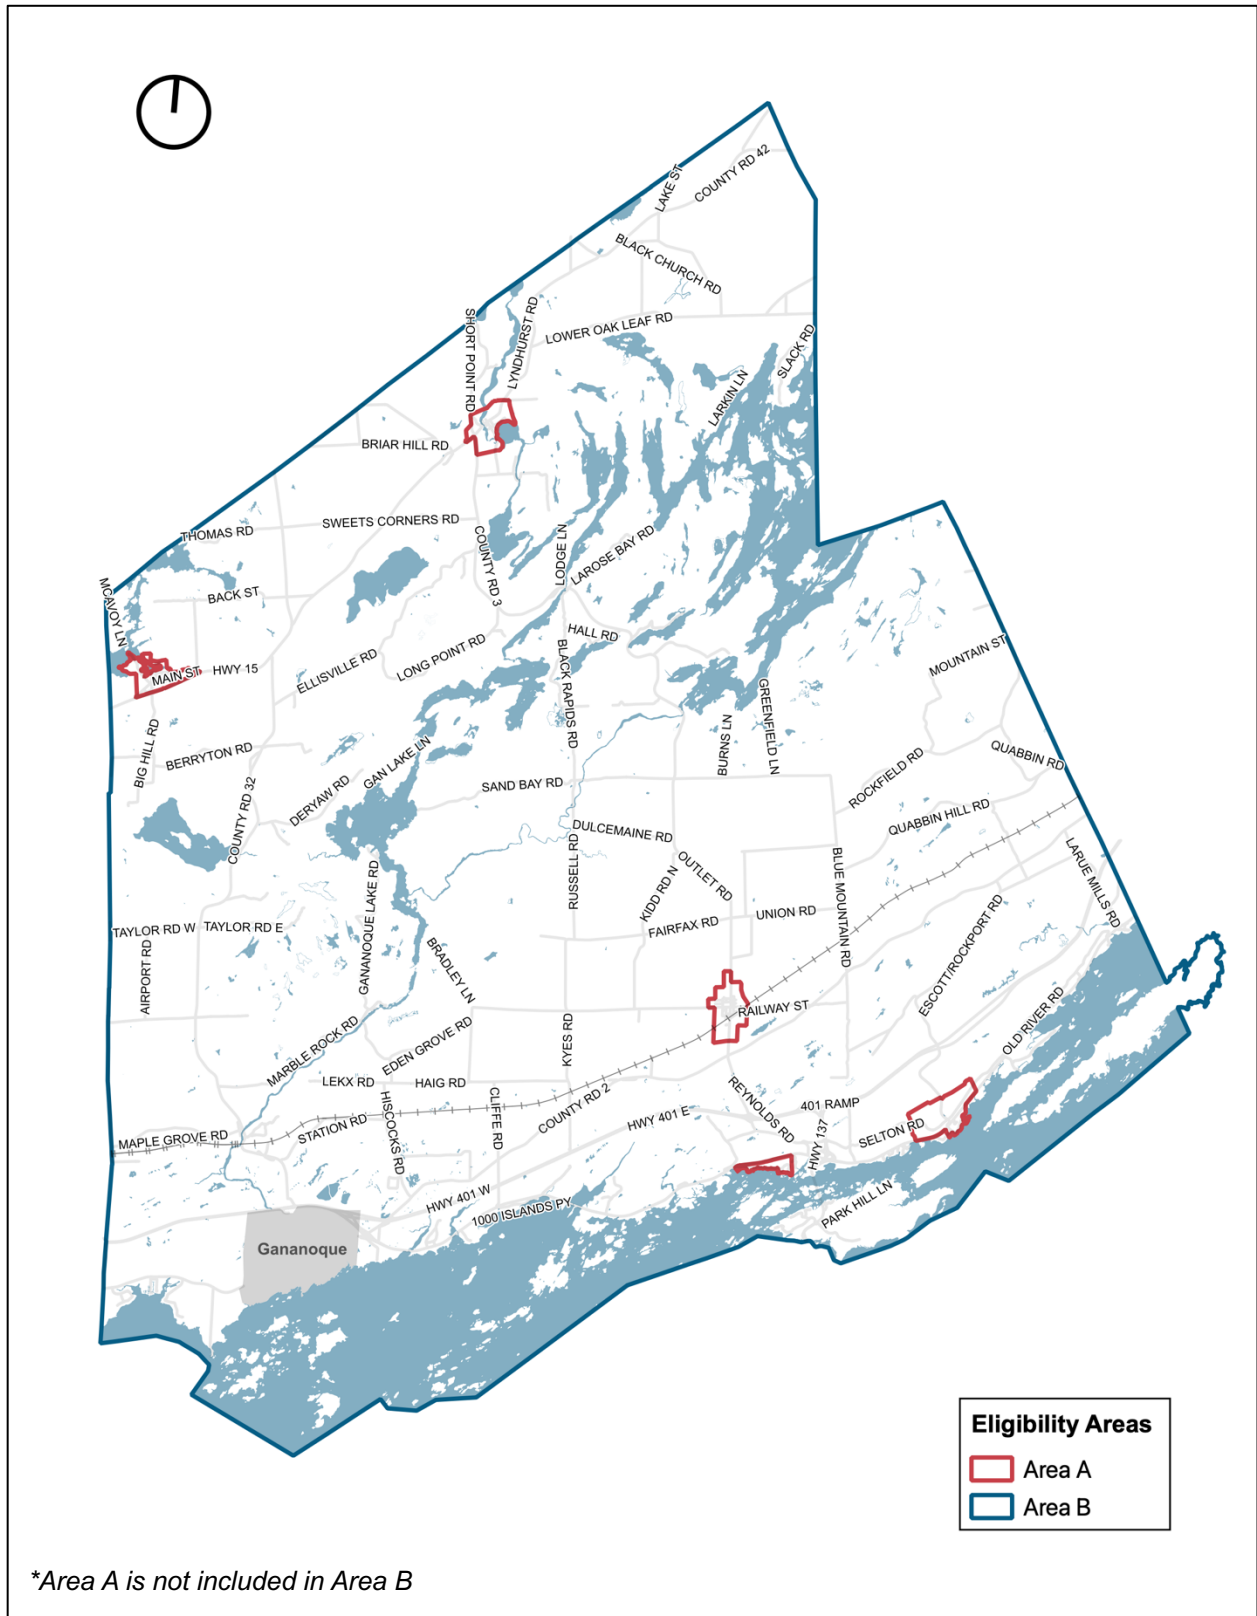 LAKE ST
COUNTY RD 42
BLACK CHURCH RD
SHORT POINT RD
LYNDHURST RD
LOWER OAK LEAF RD
SLACK RD
LARKIN LN
BRIAR HILL RD
THOMAS RD
SWEETS CORNERS RD
COUNTY RD 3
LODGE LN
LAROSE BAY RD
MCAVOY LN
BACK ST
HALL RD
MOUNTAIN ST
MAIN ST
HWY 15
ELLISVILLE RD
LONG POINT RD
BLACK RAPIDS RD
GREENFIELD LN
BURNS LN
BIG HILL RD
BERRYTON RD
GAN LAKE LN
QUABBIN RD
COUNTY RD 32
DERYAW RD
SAND BAY RD
ROCKFIELD RD
QUABBIN HILL RD
DULCEMAINE RD
OUTLET RD
RUSSELL RD
KIDD RD N
BLUE MOUNTAIN RD
LARUE MILLS RD
GANANOQUE LAKE RD
TAYLOR RD W
TAYLOR RD E
FAIRFAX RD
UNION RD
AIRPORT RD
BRADLEY LN
ESCOTT/ROCKPORT RD
RAILWAY ST
OLD RIVER RD
MARBLE ROCK RD
EDEN GROVE RD
KYES RD
LEKX RD
HAIG RD
HISCOCKS RD
CLIFFE RD
COUNTY RD 2
HWY 401 E
REYNOLDS RD
401 RAMP
MAPLE GROVE RD
STATION RD
SELTON RD
HWY 137
HWY 401 W
1000 ISLANDS PY
PARK HILL LN
Gananoque
Eligibility Areas
Area A
Area B
*Area A is not included in Area B